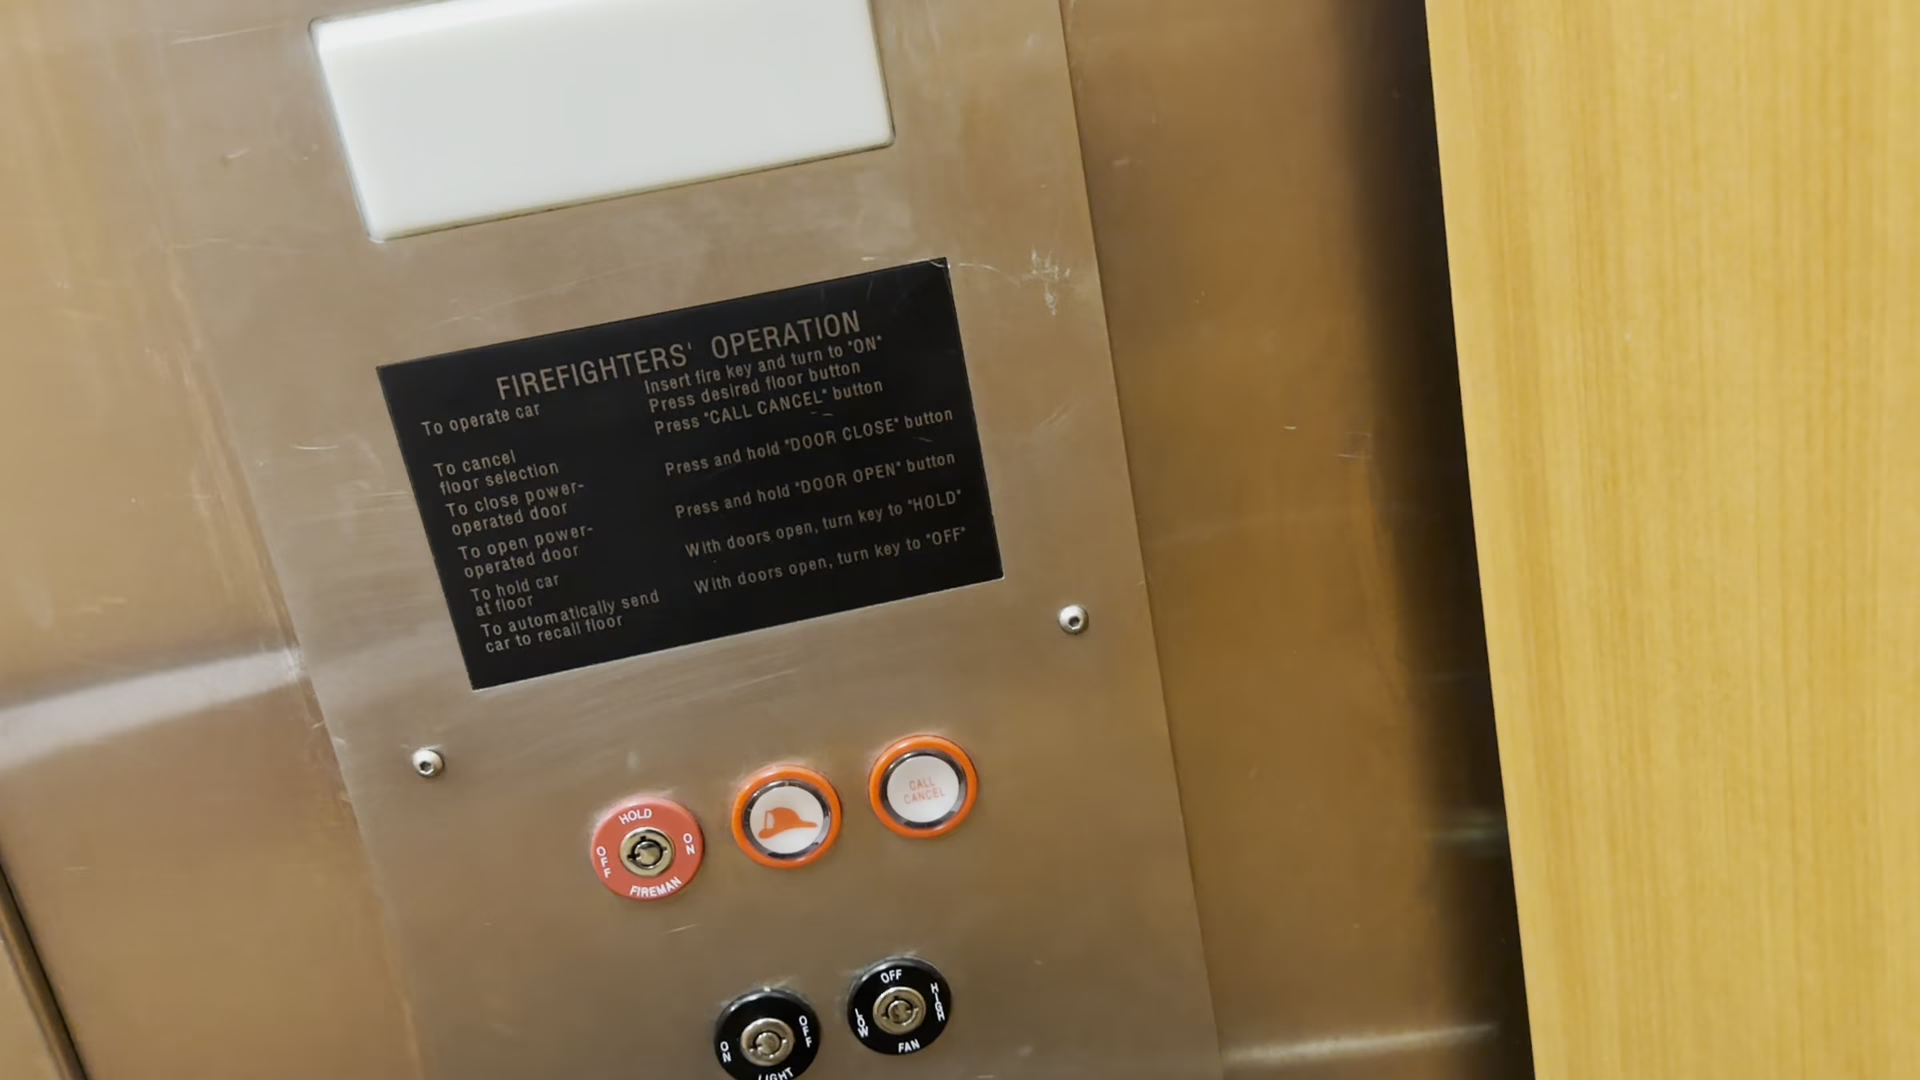 FIREFIGHTERS' OPERATION
To operate car
Insert fire key and turn to "ON"
Press desired floor button
Press "CALL CANCEL" button
To cancel
floor selection
Press and hold "DOOR CLOSE" button
To close power-
operated door
Press and hold "DOOR OPEN" button
To open power-
operated door
With doors open, turn key to "HOLD"
To hold car
at floor
With doors open, turn key to "OFF"
To automatically send
car to recall floor
HOLD
OFF
ON
FIREMAN
CALL
CANCEL
ON
OFF
LIGHT
OFF
LOW
HIGH
FAN